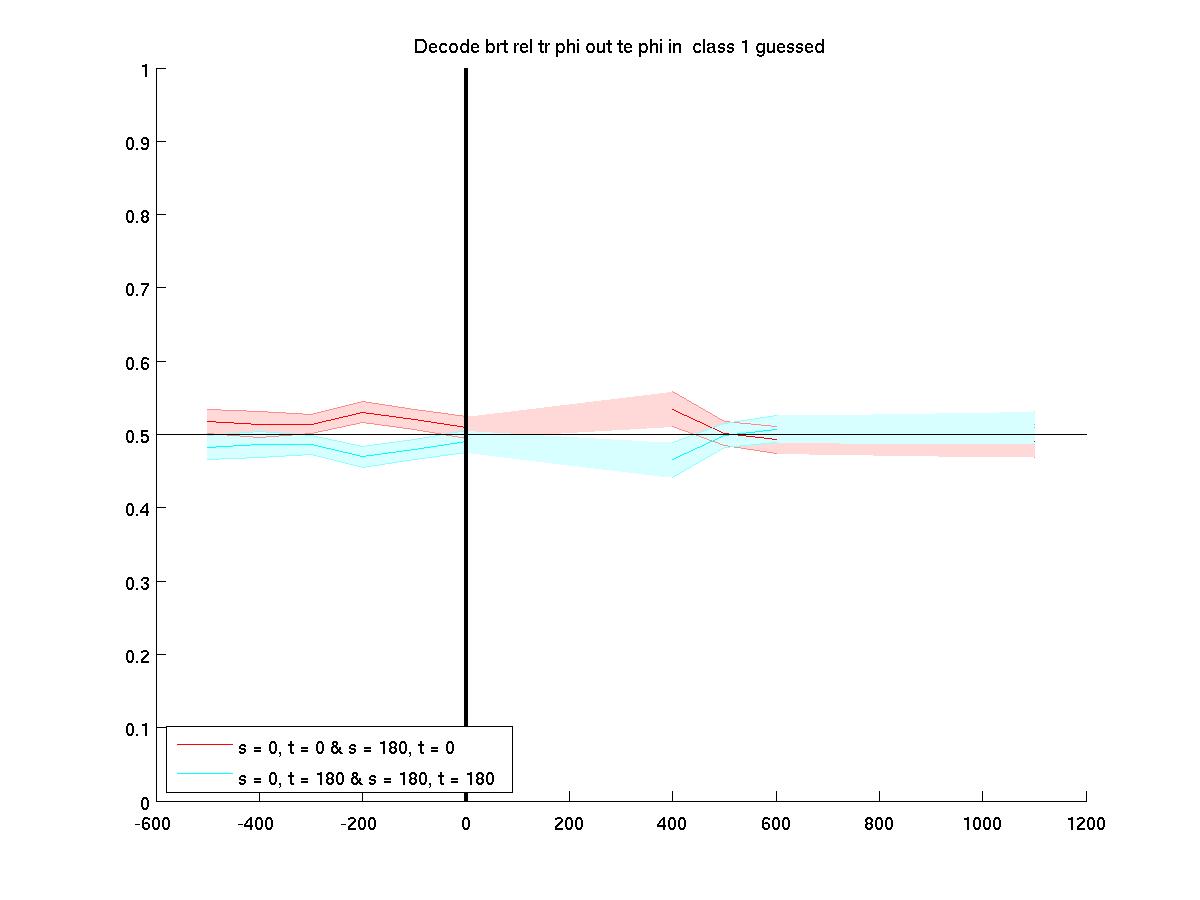 Decode brt rel tr phi out te phi in  class 1 guessed
1
0.9
0.8
0.7
0.6
0.5
0.4
0.3
0.2
0.1
0
s = 0, t = 0 & s = 180, t = 0
s = 0, t = 180 & s = 180, t = 180
-600 -400 -200 0 200 400 600 800 1000 1200